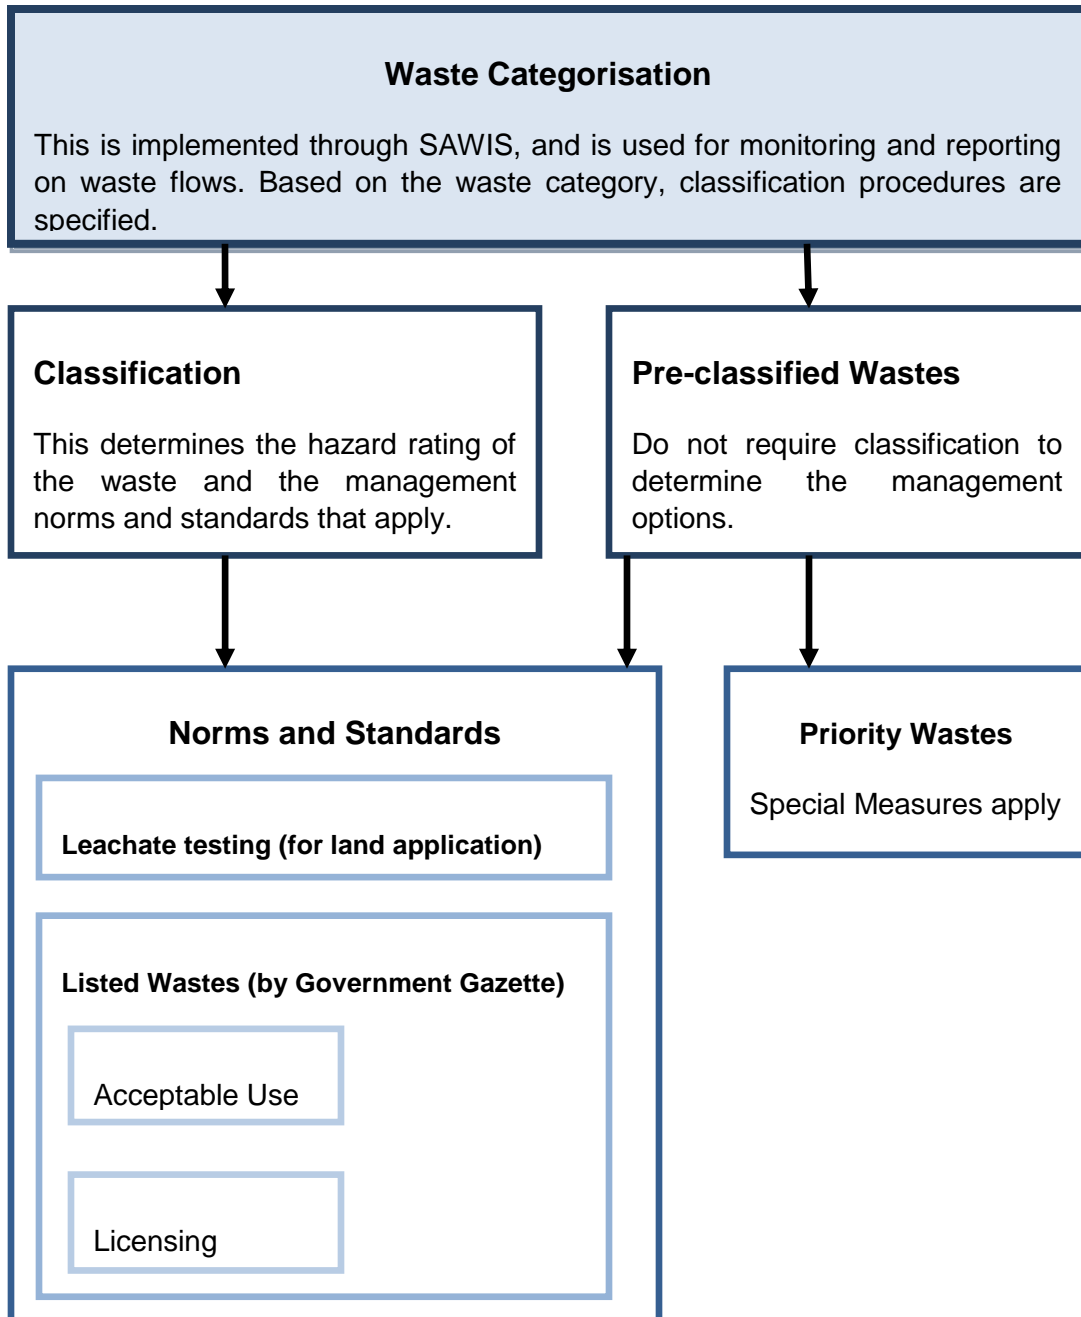 Waste Categorisation
This is implemented through SAWIS, and is used for monitoring and reporting
on waste flows. Based on the waste category, classification procedures are
specified.
Classification
This determines the hazard rating of
the waste and the management
norms and standards that apply.
Pre-classified Wastes
Do not require classification to
determine the management
options.
Norms and Standards
Leachate testing (for land application)
Listed Wastes (by Government Gazette)
Acceptable Use
Licensing
Priority Wastes
Special Measures apply